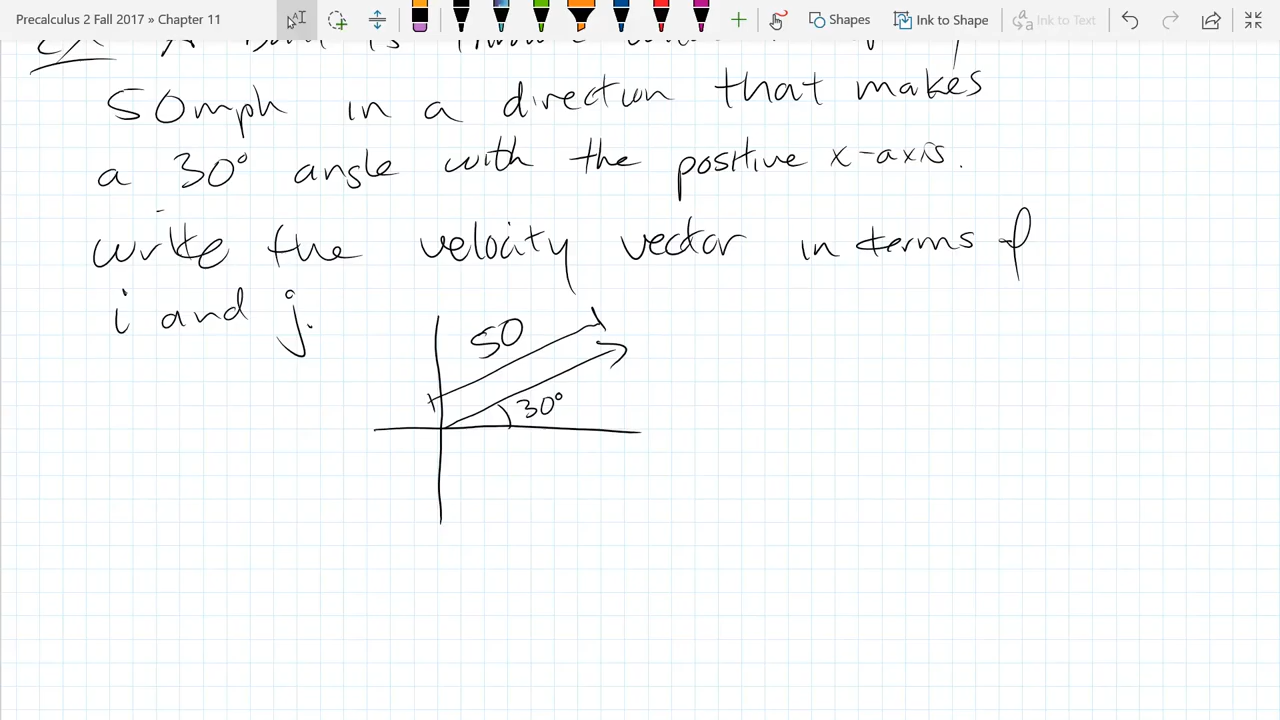 Precalculus 2 Fall 2017 » Chapter 11
Shapes
Ink to Shape
Ink to Text
50mph in a direction that makes
a 30° angle with the positive x-axis.
write the velocity vector in terms of
i and j.
50
30°